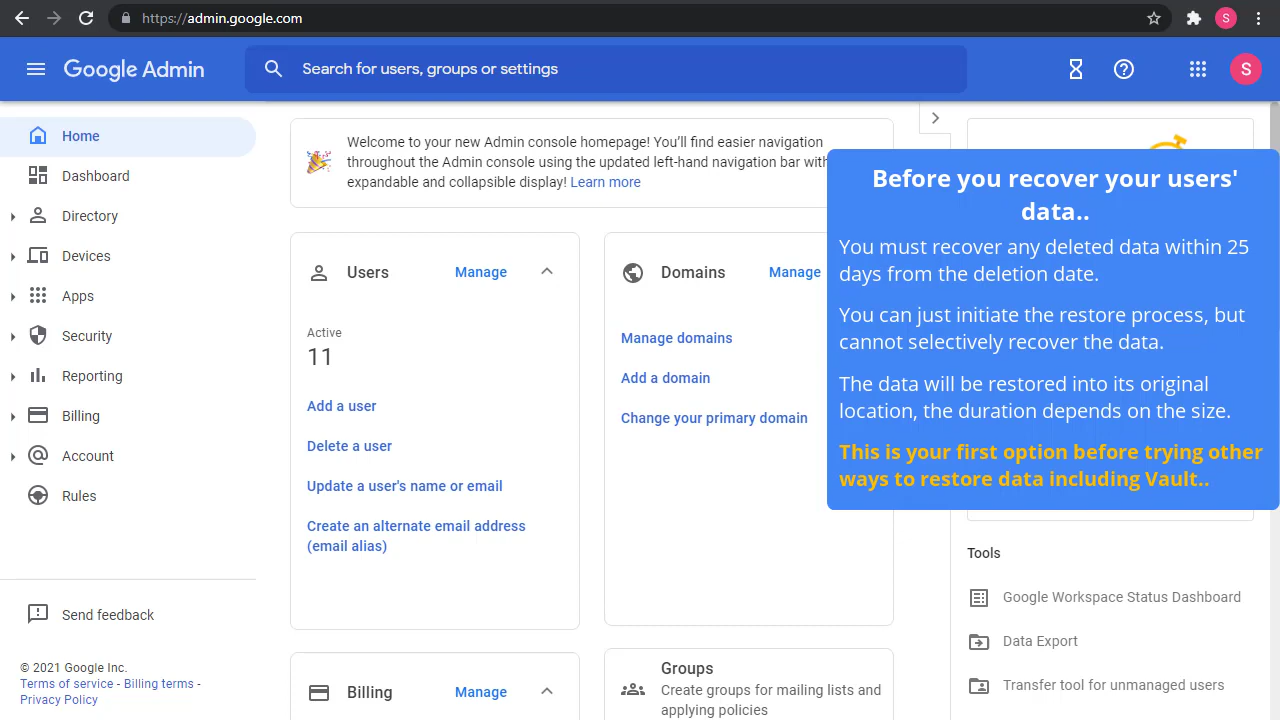 https://admin.google.com
S
Google Admin
Search for users, groups or settings
S
Home
Dashboard
Directory
Devices
Apps
Security
Reporting
Billing
Account
Rules
Send feedback
© 2021 Google Inc.
Terms of service - Billing terms -
Privacy Policy
Welcome to your new Admin console homepage! You’ll find easier navigation
throughout the Admin console using the updated left-hand navigation bar with
expandable and collapsible display! Learn more
Users
Manage
Active
11
Add a user
Delete a user
Update a user's name or email
Create an alternate email address
(email alias)
Domains
Manage
Manage domains
Add a domain
Change your primary domain
Billing
Manage
Groups
Create groups for mailing lists and
applying policies
Before you recover your users'
data..
You must recover any deleted data within 25
days from the deletion date.
You can just initiate the restore process, but
cannot selectively recover the data.
The data will be restored into its original
location, the duration depends on the size.
This is your first option before trying other
ways to restore data including Vault..
Tools
Google Workspace Status Dashboard
Data Export
Transfer tool for unmanaged users